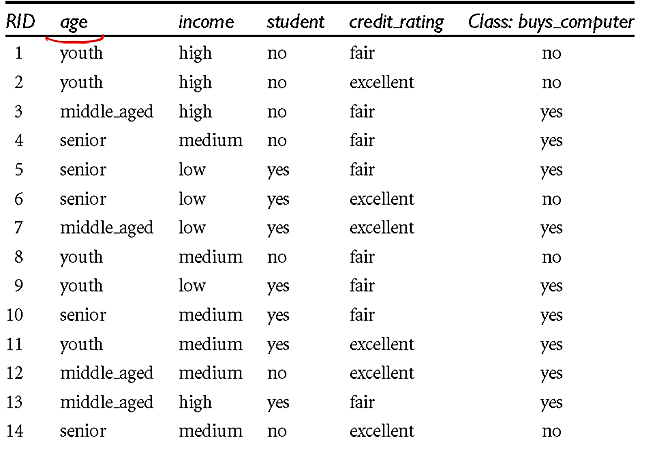 RID age income student credit_rating Class: buys_computer
1 youth high no fair no
2 youth high no excellent no
3 middle_aged high no fair yes
4 senior medium no fair yes
5 senior low yes fair yes
6 senior low yes excellent no
7 middle_aged low yes excellent yes
8 youth medium no fair no
9 youth low yes fair yes
10 senior medium yes fair yes
11 youth medium yes excellent yes
12 middle_aged medium no excellent yes
13 middle_aged high yes fair yes
14 senior medium no excellent no